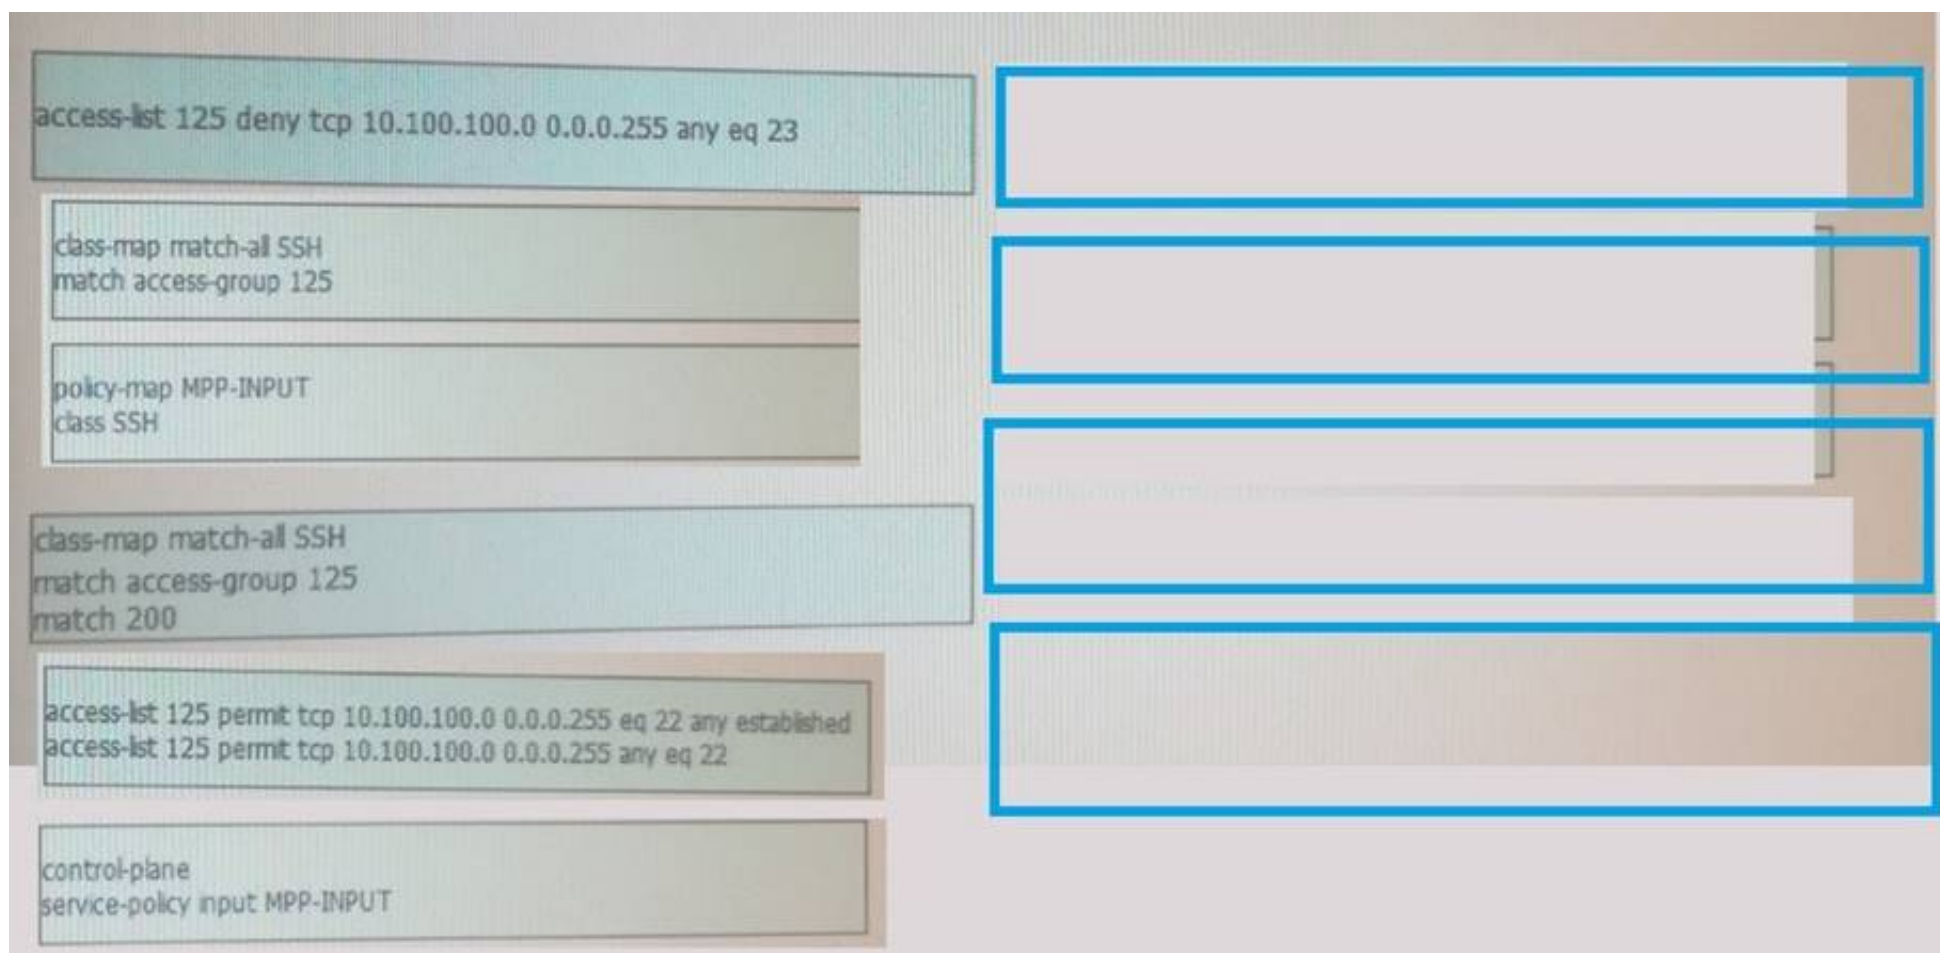 access-list 125 deny tcp 10.100.100.0 0.0.0.255 any eq 23
class-map match-all SSH
match access-group 125
policy-map MPP-INPUT
class SSH
class-map match-all SSH
match access-group 125
match 200
access-list 125 permit tcp 10.100.100.0 0.0.0.255 eq 22 any established
access-list 125 permit tcp 10.100.100.0 0.0.0.255 any eq 22
control-plane
service-policy input MPP-INPUT